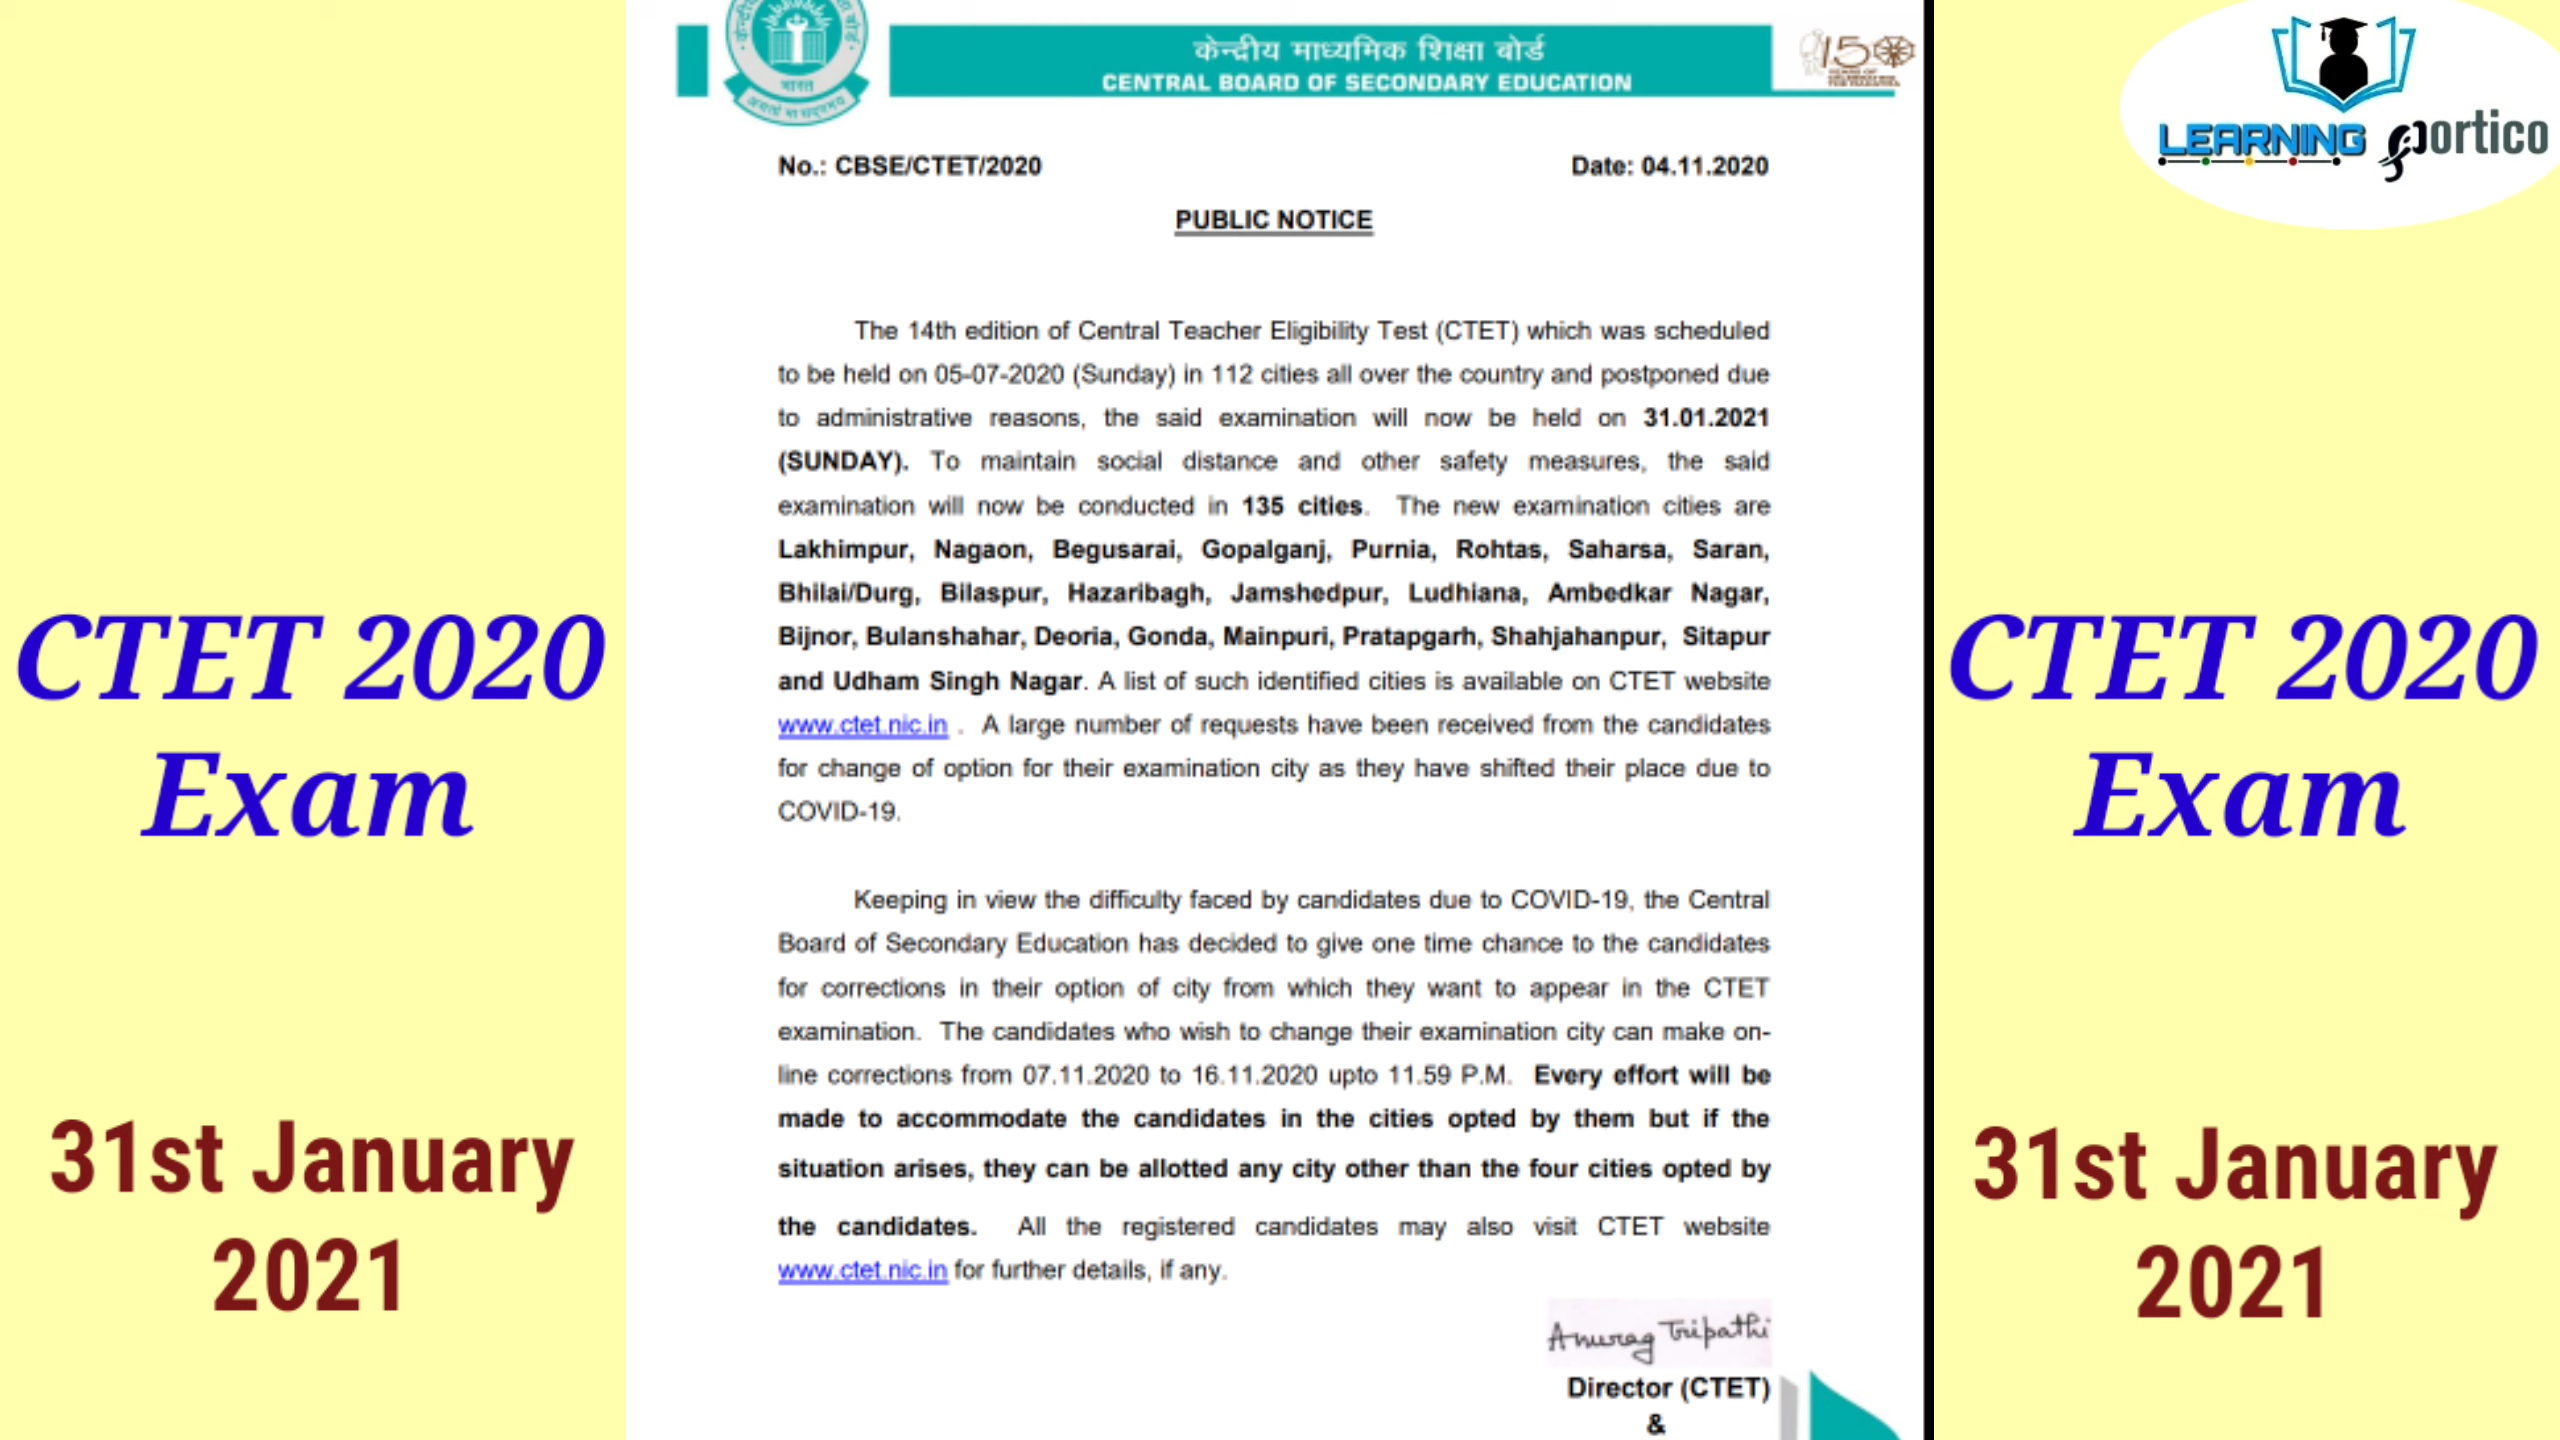 केन्द्रीय माध्यमिक शिक्षा बोर्ड
CENTRAL BOARD OF SECONDARY EDUCATION
भारत
असतो मा सद्गमय
150
YEARS OF
LEARNING
portico
No.: CBSE/CTET/2020
Date: 04.11.2020
PUBLIC NOTICE
The 14th edition of Central Teacher Eligibility Test (CTET) which was scheduled
to be held on 05-07-2020 (Sunday) in 112 cities all over the country and postponed due
to administrative reasons, the said examination will now be held on 31.01.2021
(SUNDAY). To maintain social distance and other safety measures, the said
examination will now be conducted in 135 cities. The new examination cities are
Lakhimpur, Nagaon, Begusarai, Gopalganj, Purnia, Rohtas, Saharsa, Saran,
Bhilai/Durg, Bilaspur, Hazaribagh, Jamshedpur, Ludhiana, Ambedkar Nagar,
Bijnor, Bulanshahar, Deoria, Gonda, Mainpuri, Pratapgarh, Shahjahanpur, Sitapur
and Udham Singh Nagar. A list of such identified cities is available on CTET website
www.ctet.nic.in . A large number of requests have been received from the candidates
for change of option for their examination city as they have shifted their place due to
COVID-19.
Keeping in view the difficulty faced by candidates due to COVID-19, the Central
Board of Secondary Education has decided to give one time chance to the candidates
for corrections in their option of city from which they want to appear in the CTET
examination. The candidates who wish to change their examination city can make on-
line corrections from 07.11.2020 to 16.11.2020 upto 11.59 P.M. Every effort will be
made to accommodate the candidates in the cities opted by them but if the
situation arises, they can be allotted any city other than the four cities opted by
the candidates. All the registered candidates may also visit CTET website
www.ctet.nic.in for further details, if any.
Anurag Tripathi
Director (CTET)
&
CTET 2020
Exam
31st January
2021
CTET 2020
Exam
31st January
2021